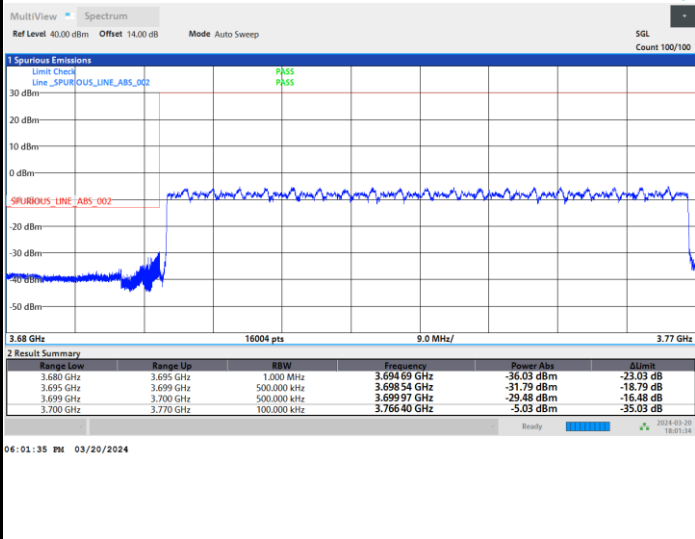 MultiView Spectrum
Ref Level 40.00 dBm Offset 14.00 dB Mode Auto Sweep SGL
Count 100/100
1 Spurious Emissions
Limit Check PASS
Line _SPURIOUS_LINE_ABS_002 PASS
30 dBm
20 dBm
10 dBm
0 dBm
_SPURIOUS_LINE_ABS_002
-20 dBm
-30 dBm
-40 dBm
-50 dBm
3.68 GHz 16004 pts 9.0 MHz/ 3.77 GHz
2 Result Summary
Range Low Range Up RBW Frequency Power Abs ΔLimit
3.680 GHz 3.695 GHz 1.000 MHz 3.694 69 GHz -36.03 dBm -23.03 dB
3.695 GHz 3.699 GHz 500.000 kHz 3.698 54 GHz -31.79 dBm -18.79 dB
3.699 GHz 3.700 GHz 500.000 kHz 3.699 97 GHz -29.48 dBm -16.48 dB
3.700 GHz 3.770 GHz 100.000 kHz 3.766 40 GHz -5.03 dBm -35.03 dB
Ready 2024-03-20
18:01:34
06:01:35 PM 03/20/2024